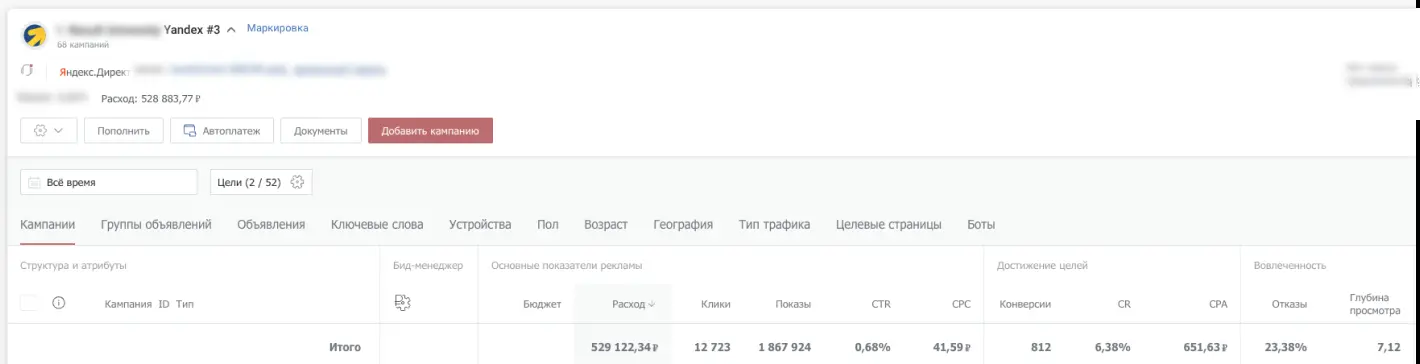 Yandex #3 Маркировка
68 кампаний
Яндекс.Директ
Расход: 528 883,77 ₽
Пополнить Автоплатеж Документы Добавить кампанию
Всё время Цели (2 / 52)
Кампании Группы объявлений Объявления Ключевые слова Устройства Пол Возраст География Тип трафика Целевые страницы Боты
Структура и атрибуты Бид-менеджер Основные показатели рекламы Достижение целей Вовлеченность
Кампания ID Тип Бюджет Расход ↓ Клики Показы CTR CPC Конверсии CR CPA Отказы Глубина просмотра
Итого 529 122,34 ₽ 12 723 1 867 924 0,68% 41,59 ₽ 812 6,38% 651,63 ₽ 23,38% 7,12